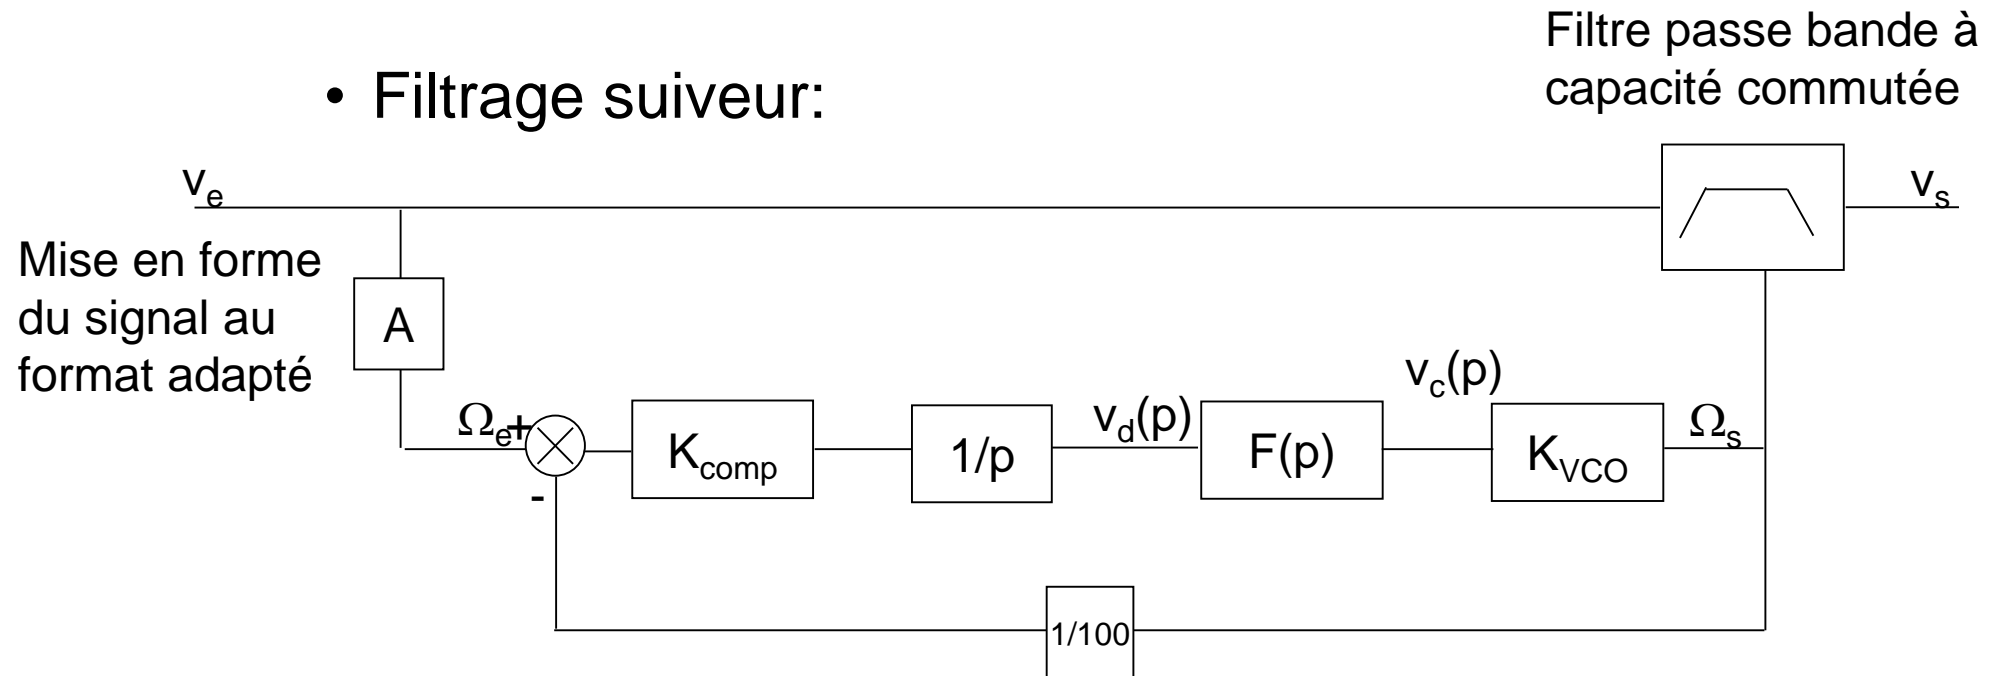 Filtre passe bande à
capacité commutée
• Filtrage suiveur:
ve
vs
Mise en forme
du signal au
format adapté
A
Ωe
+
-
Kcomp
1/p
vd(p)
F(p)
vc(p)
KVCO
Ωs
1/100